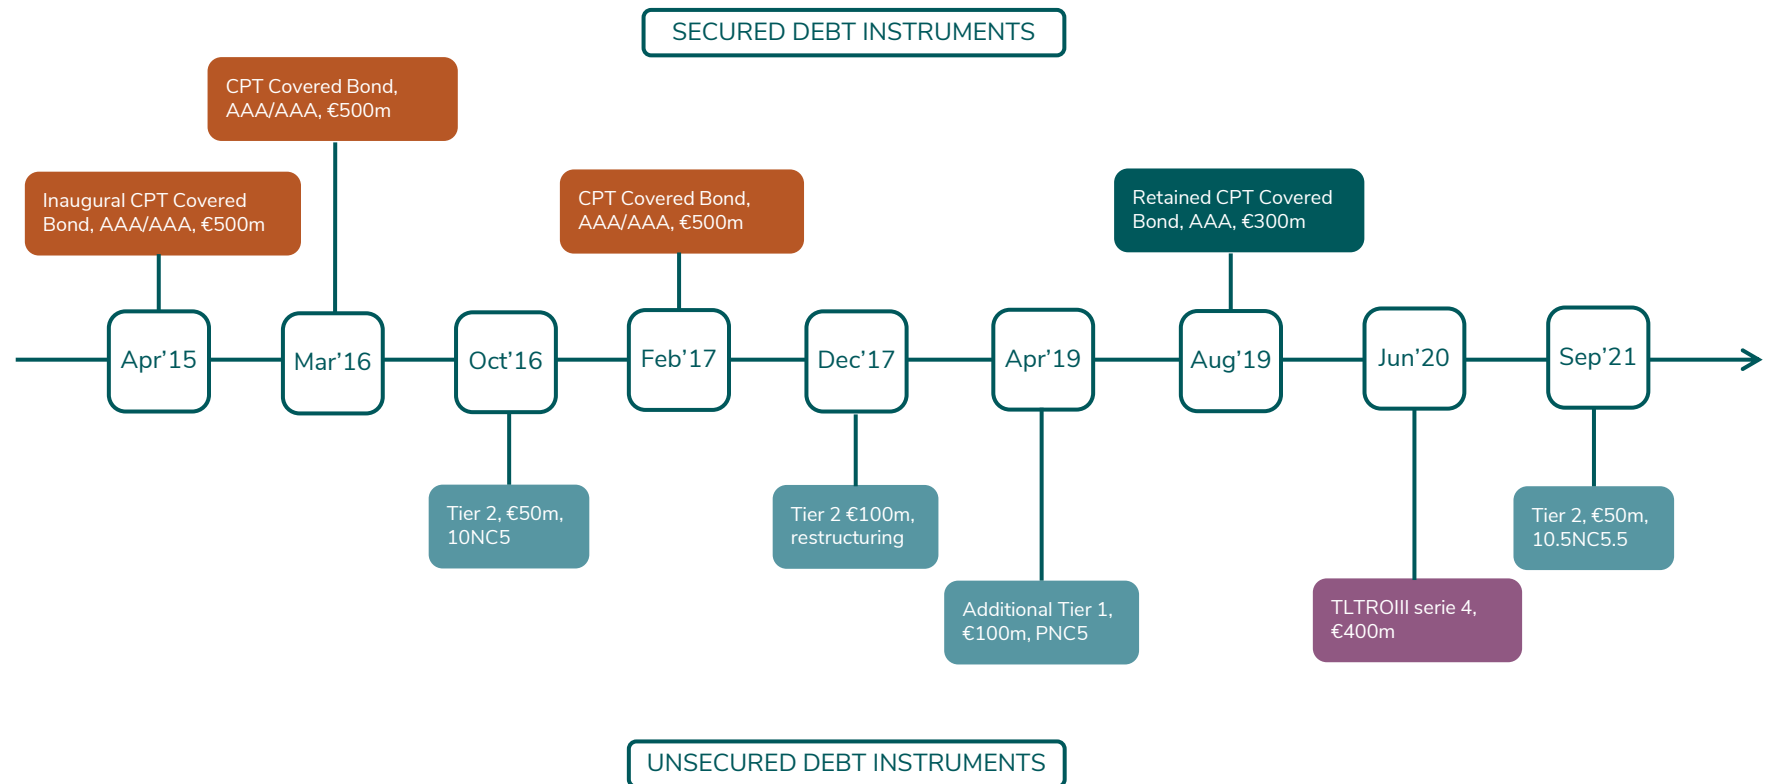 SECURED DEBT INSTRUMENTS
CPT Covered Bond,
AAA/AAA, €500m
Inaugural CPT Covered
Bond, AAA/AAA, €500m
CPT Covered Bond,
AAA/AAA, €500m
Retained CPT Covered
Bond, AAA, €300m
Apr’15
Mar’16
Oct’16
Feb’17
Dec’17
Apr’19
Aug’19
Jun’20
Sep’21
Tier 2, €50m,
10NC5
Tier 2 €100m,
restructuring
Tier 2, €50m,
10.5NC5.5
Additional Tier 1,
€100m, PNC5
TLTROIII serie 4,
€400m
UNSECURED DEBT INSTRUMENTS